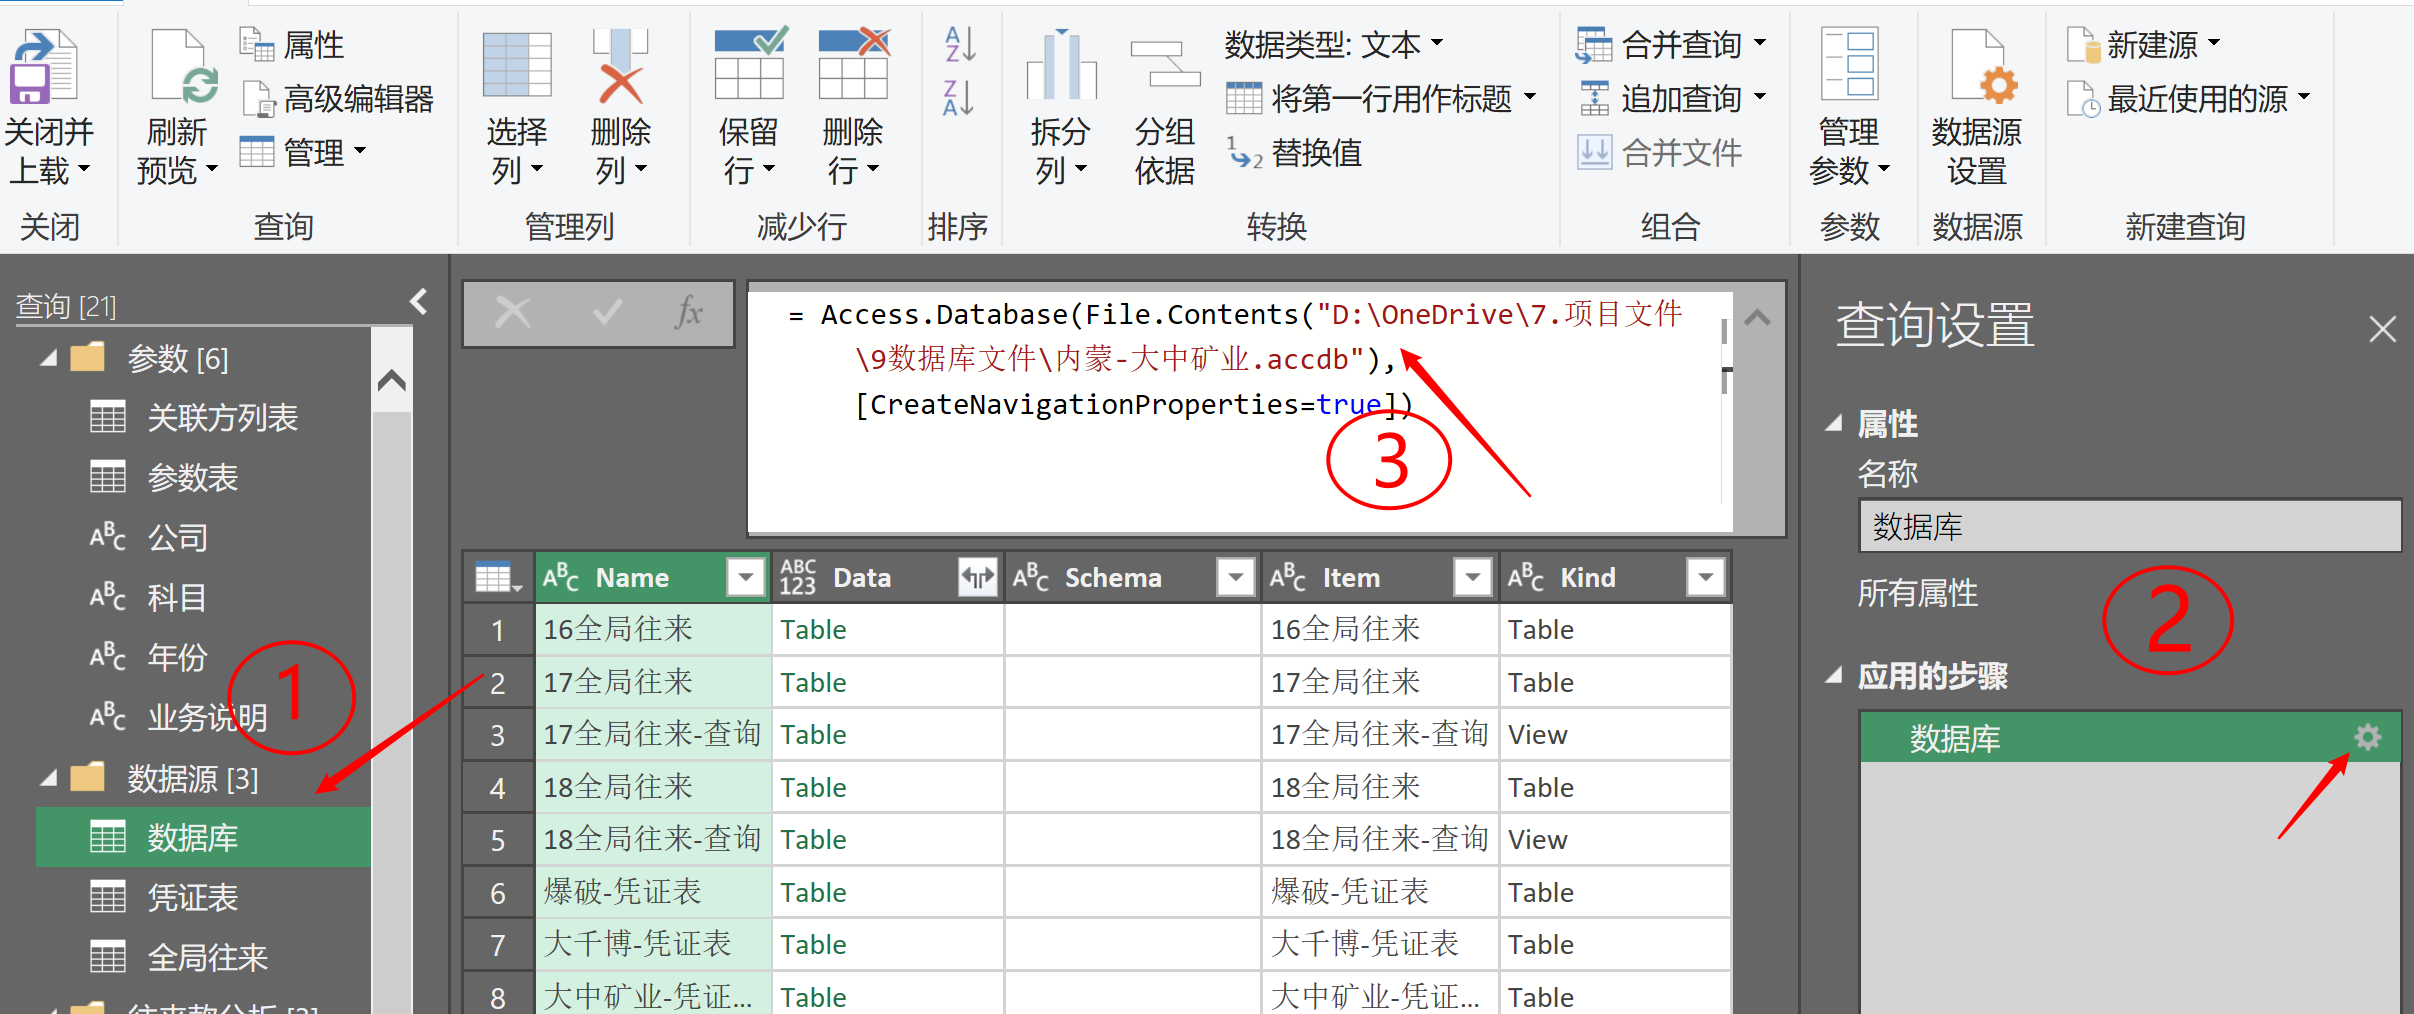 关闭并
上载
关闭
刷新
预览
属性
高级编辑器
管理
查询
选择
列
删除
列
管理列
保留
行
删除
行
减少行
A
Z
Z
A
排序
拆分
列
分组
依据
数据类型: 文本
将第一行用作标题
1 2 替换值
转换
合并查询
追加查询
合并文件
组合
管理
参数
参数
数据源
设置
数据源
新建源
最近使用的源
新建查询
查询 [21]
参数 [6]
关联方列表
参数表
ABC 公司
ABC 科目
ABC 年份
ABC 业务说明
①
数据源 [3]
数据库
凭证表
全局往来
fx
= Access.Database(File.Contents("D:\OneDrive\7.项目文件
\9数据库文件\内蒙-大中矿业.accdb"),
[CreateNavigationProperties=true])
③
ABC Name ABC 123 Data ABC Schema ABC Item ABC Kind
1 16全局往来 Table 16全局往来 Table
2 17全局往来 Table 17全局往来 Table
3 17全局往来-查询 Table 17全局往来-查询 View
4 18全局往来 Table 18全局往来 Table
5 18全局往来-查询 Table 18全局往来-查询 View
6 爆破-凭证表 Table 爆破-凭证表 Table
7 大千博-凭证表 Table 大千博-凭证表 Table
8 大中矿业-凭证... Table 大中矿业-凭证... Table
查询设置
属性
名称
数据库
所有属性
②
应用的步骤
数据库